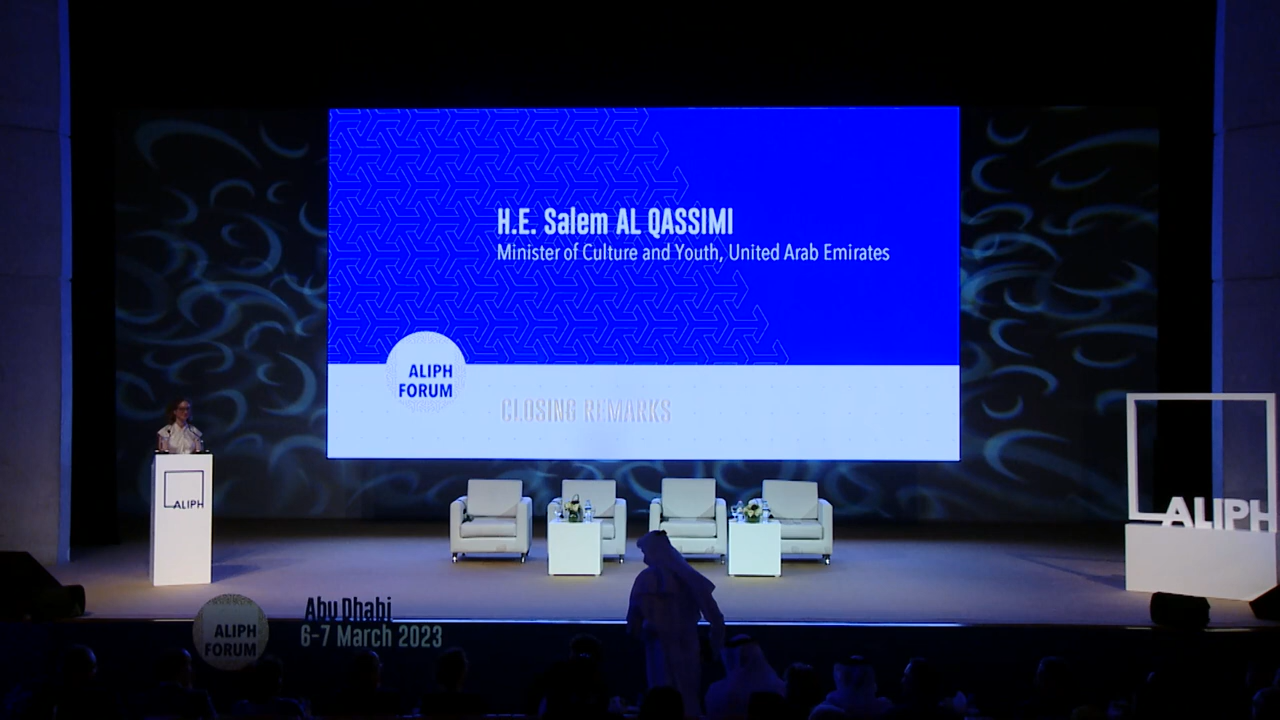 H.E. Salem AL QASSIMI
Minister of Culture and Youth, United Arab Emirates
ALIPH
FORUM
CLOSING REMARKS
ALIPH
ALIPH
Abu Dhabi
6-7 March 2023
ALIPH
FORUM